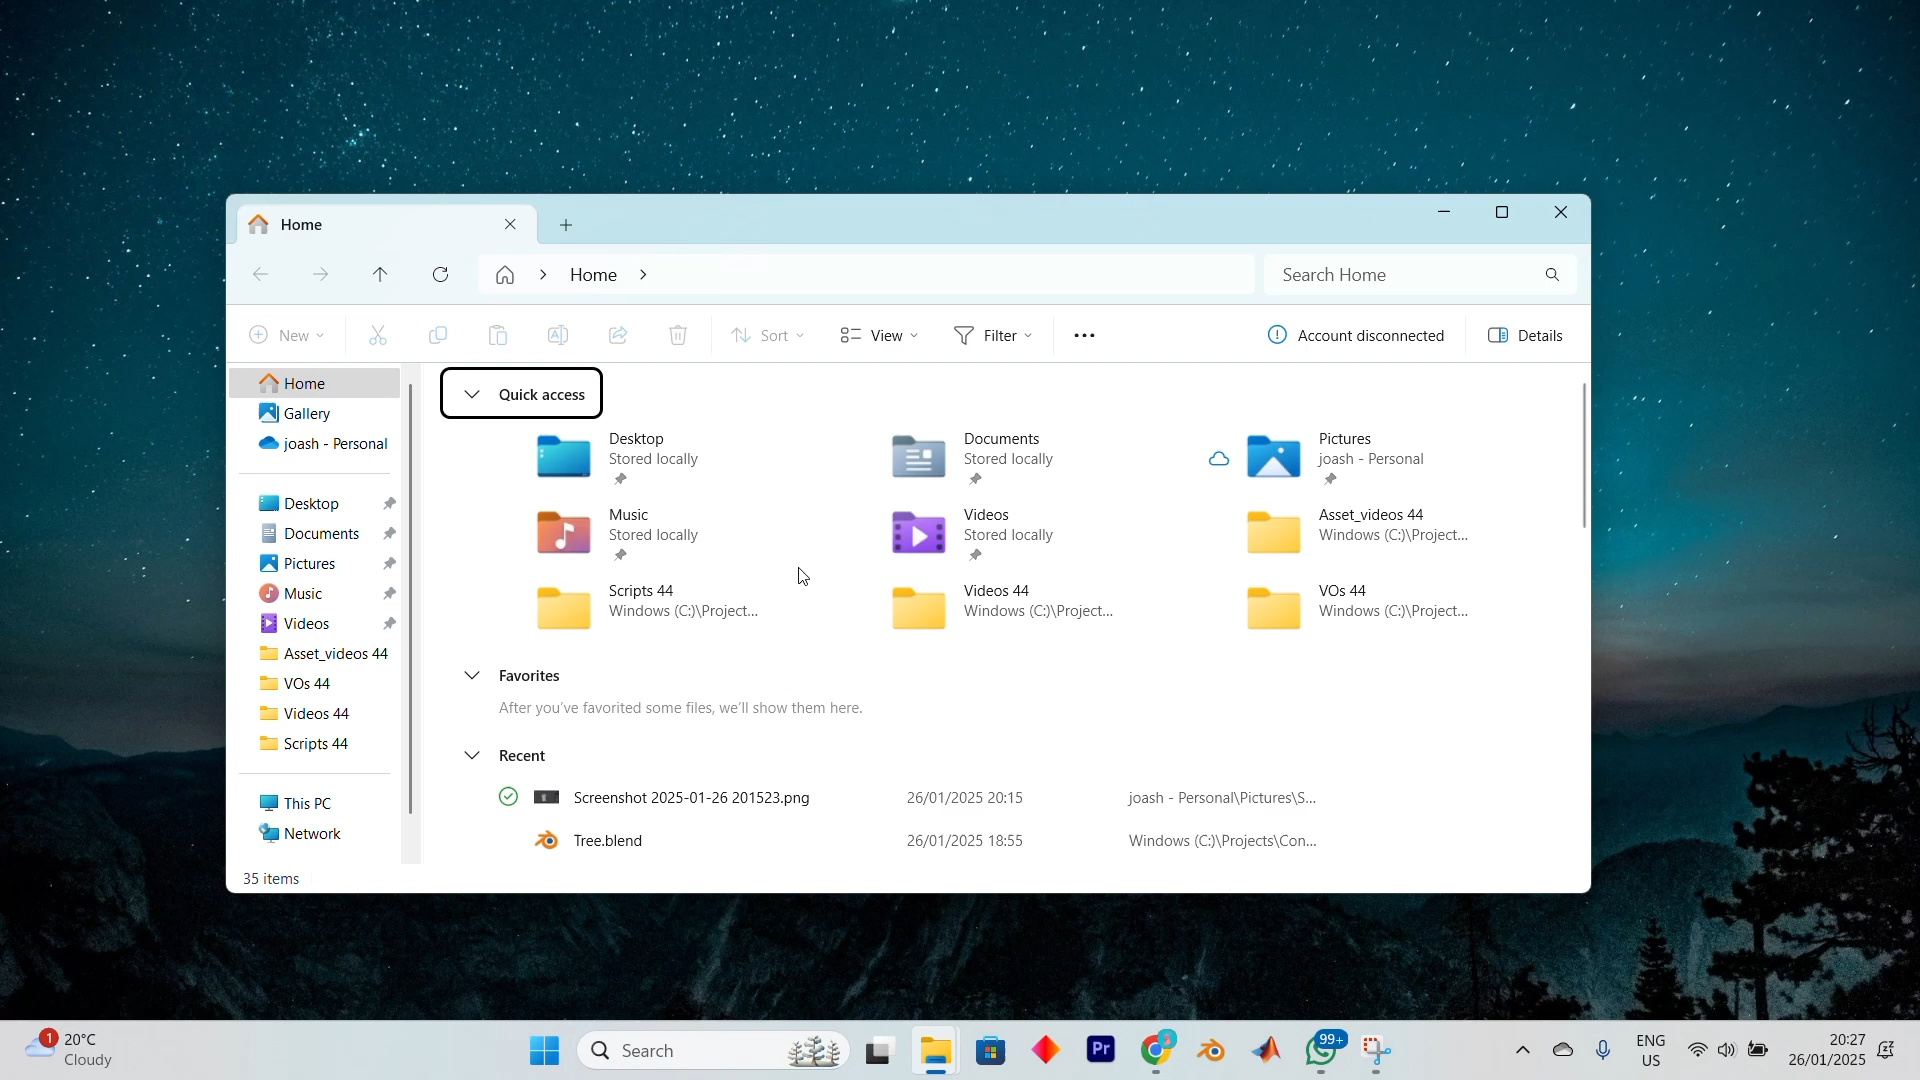 Home
Home
Search Home
New
Sort
View
Filter
Account disconnected
Details
Home
Gallery
joash - Personal
Desktop
Documents
Pictures
Music
Videos
Asset_videos 44
VOs 44
Videos 44
Scripts 44
This PC
Network
Quick access
Desktop
Stored locally
Documents
Stored locally
Pictures
joash - Personal
Music
Stored locally
Videos
Stored locally
Asset_videos 44
Windows (C:)\Project...
Scripts 44
Windows (C:)\Project...
Videos 44
Windows (C:)\Project...
VOs 44
Windows (C:)\Project...
Favorites
After you've favorited some files, we'll show them here.
Recent
Screenshot 2025-01-26 201523.png 26/01/2025 20:15 joash - Personal\Pictures\S...
Tree.blend 26/01/2025 18:55 Windows (C:)\Projects\Con...
35 items
1
20°C
Cloudy
Search
Pr
3
99+
ENG
US
20:27
26/01/2025